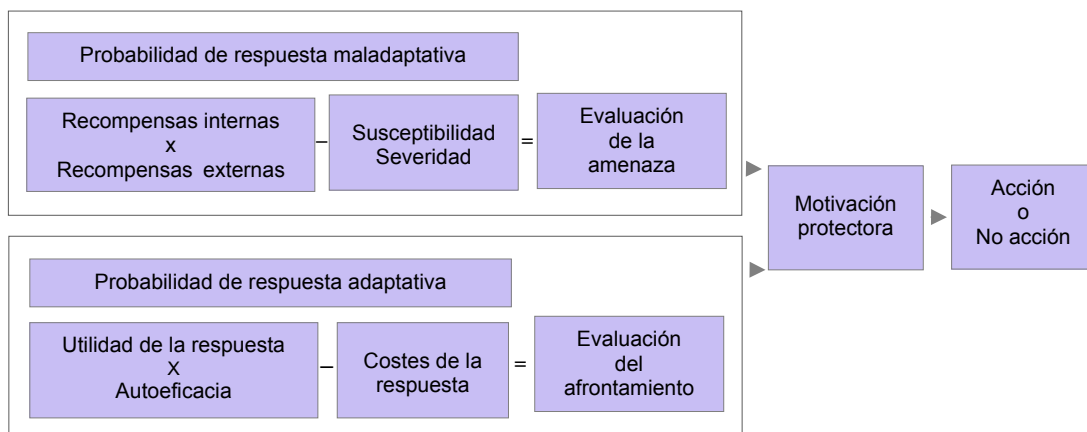 Probabilidad de respuesta maladaptativa
Recompensas internas
x
Recompensas externas
–
Susceptibilidad
Severidad
=
Evaluación
de la
amenaza
Probabilidad de respuesta adaptativa
Utilidad de la respuesta
X
Autoeficacia
–
Costes de la
respuesta
=
Evaluación
del
afrontamiento
Motivación
protectora
Acción
o
No acción